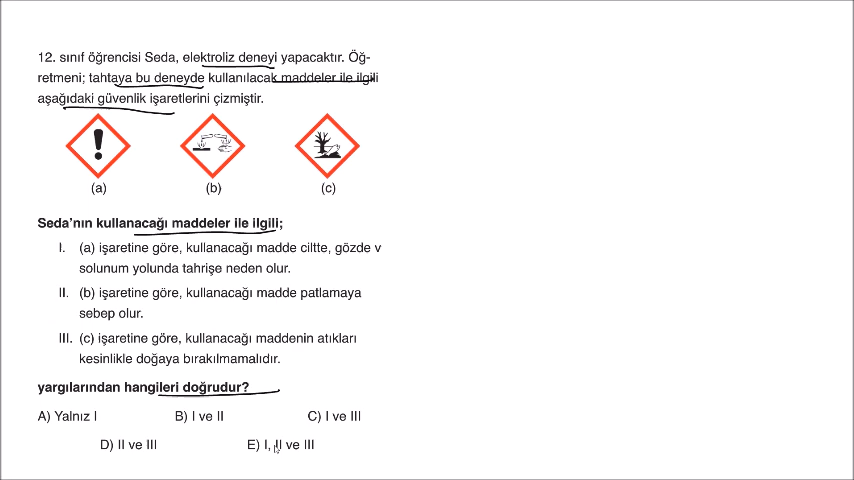 12. sınıf öğrencisi Seda, elektroliz deneyi yapacaktır. Öğ-
retmeni; tahtaya bu deneyde kullanılacak maddeler ile ilgili
aşağıdaki güvenlik işaretlerini çizmiştir.
(a) (b) (c)
Seda'nın kullanacağı maddeler ile ilgili;
I. (a) işaretine göre, kullanacağı madde ciltte, gözde v
solunum yolunda tahrişe neden olur.
II. (b) işaretine göre, kullanacağı madde patlamaya
sebep olur.
III. (c) işaretine göre, kullanacağı maddenin atıkları
kesinlikle doğaya bırakılmamalıdır.
yargılarından hangileri doğrudur?
A) Yalnız I B) I ve II C) I ve III
D) II ve III E) I, II ve III